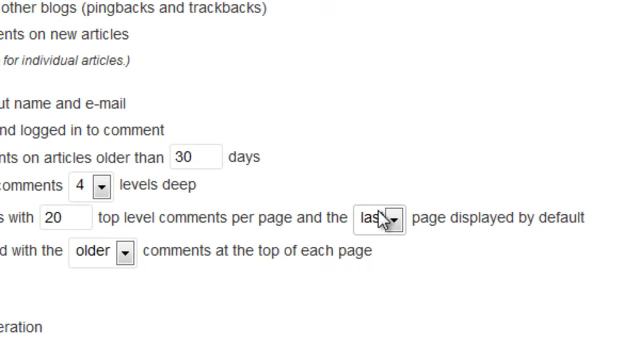 other blogs (pingbacks and trackbacks)
ents on new articles
for individual articles.)
ut name and e-mail
nd logged in to comment
nts on articles older than 30 days
comments 4 levels deep
s with 20 top level comments per page and the las page displayed by default
d with the older comments at the top of each page
eration